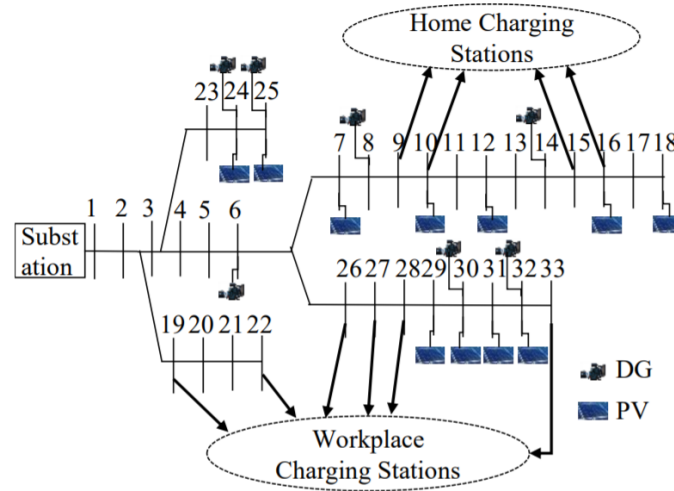 Home Charging
Stations
23 24 25
7 8 9 10 11 12 13 14 15 16 17 18
1 2 3 4 5 6
Subst
ation
26 27 28 29 30 31 32 33
19 20 21 22
DG
PV
Workplace
Charging Stations